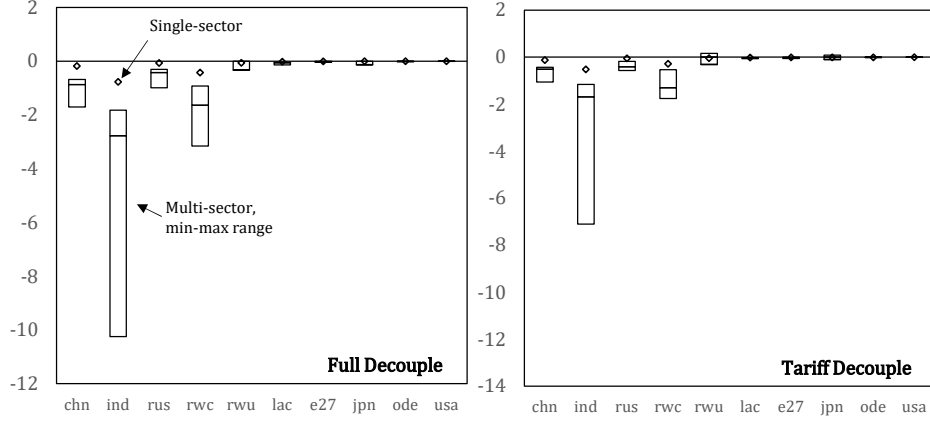 2
0
-2
-4
-6
-8
-10
-12
Single-sector
Multi-sector,
min-max range
Full Decouple
chn ind rus rwc rwu lac e27 jpn ode usa
2
0
-2
-4
-6
-8
-10
-12
-14
Tariff Decouple
chn ind rus rwc rwu lac e27 jpn ode usa